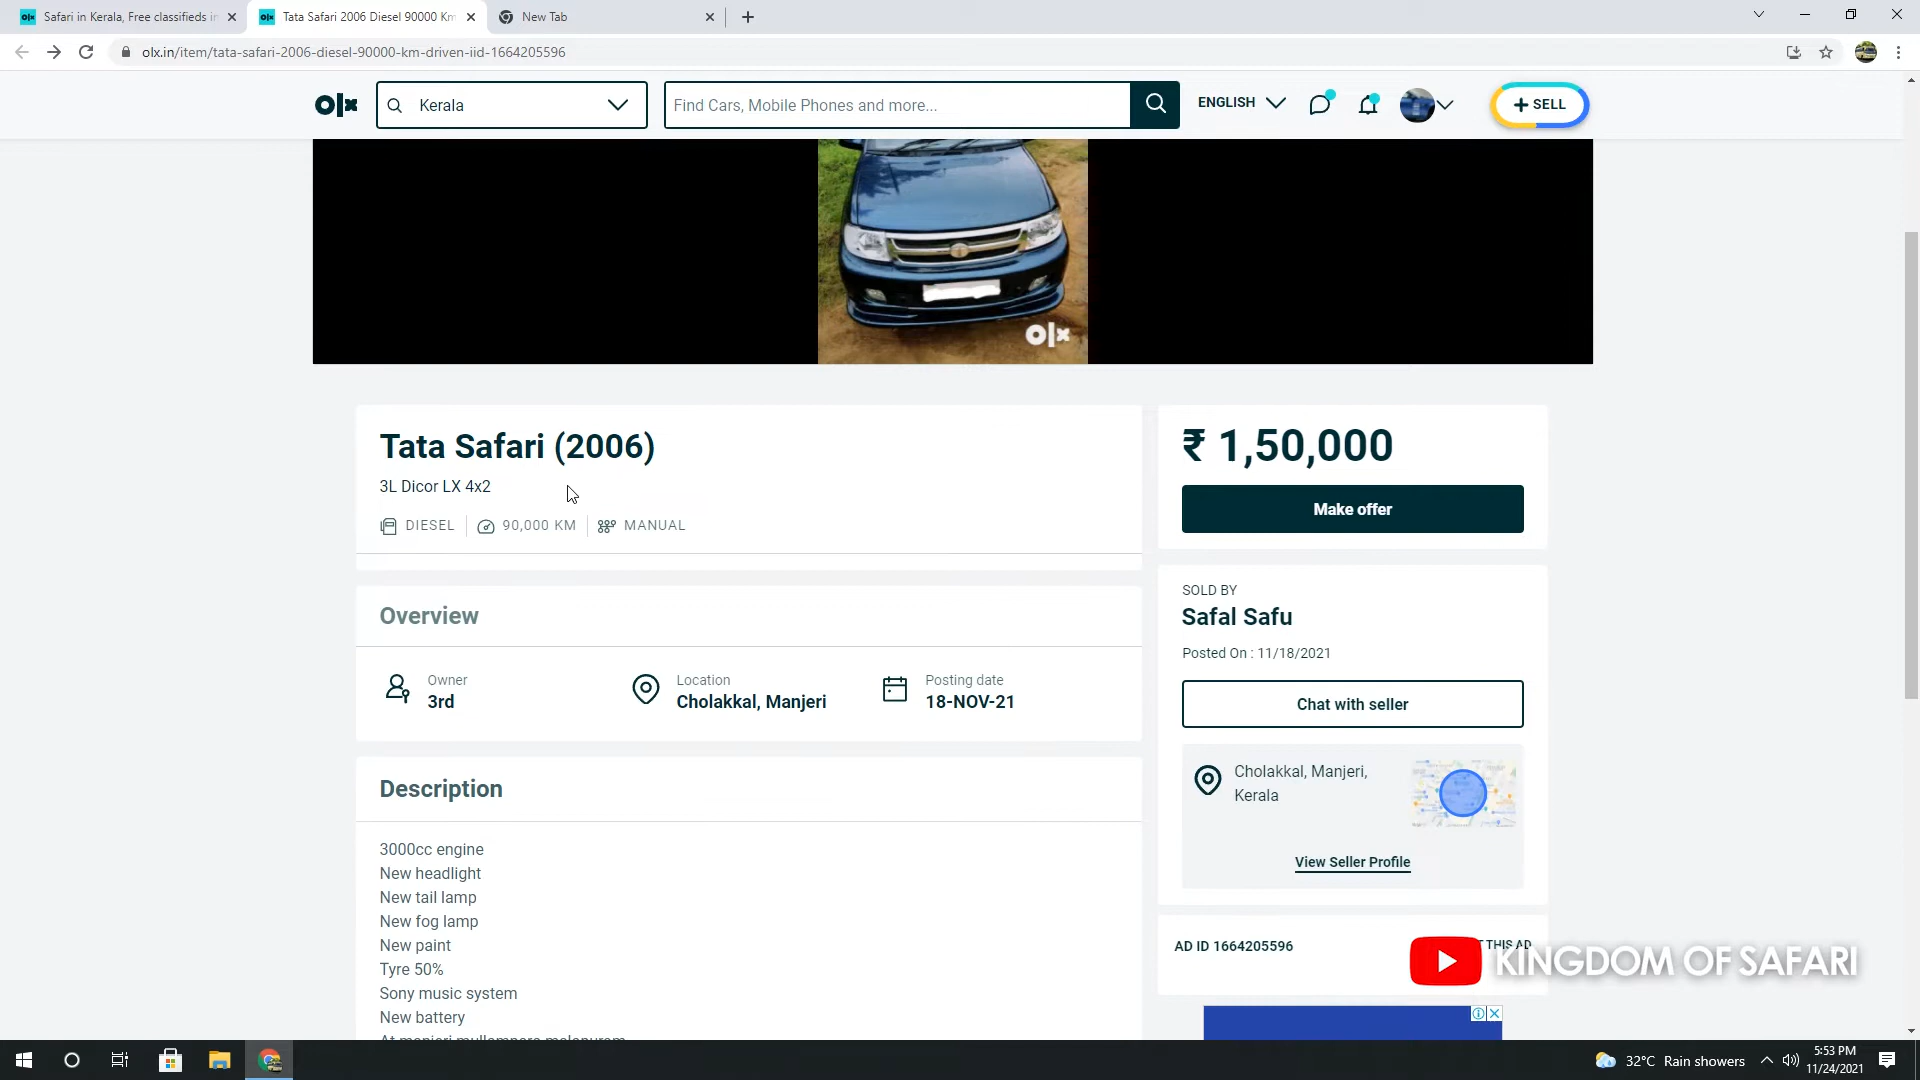 Safari in Kerala, Free classifieds in
Tata Safari 2006 Diesel 90000 Km
New Tab
olx.in/item/tata-safari-2006-diesel-90000-km-driven-iid-1664205596
olx
Kerala
Find Cars, Mobile Phones and more...
ENGLISH
+ SELL
olx
Tata Safari (2006)
3L Dicor LX 4x2
DIESEL
90,000 KM
MANUAL
₹ 1,50,000
Make offer
Overview
Owner
3rd
Location
Cholakkal, Manjeri
Posting date
18-NOV-21
SOLD BY
Safal Safu
Posted On : 11/18/2021
Chat with seller
Cholakkal, Manjeri,
Kerala
View Seller Profile
Description
3000cc engine
New headlight
New tail lamp
New fog lamp
New paint
Tyre 50%
Sony music system
New battery
AD ID 1664205596
THIS AD
KINGDOM OF SAFARI
32°C Rain showers
5:53 PM
11/24/2021